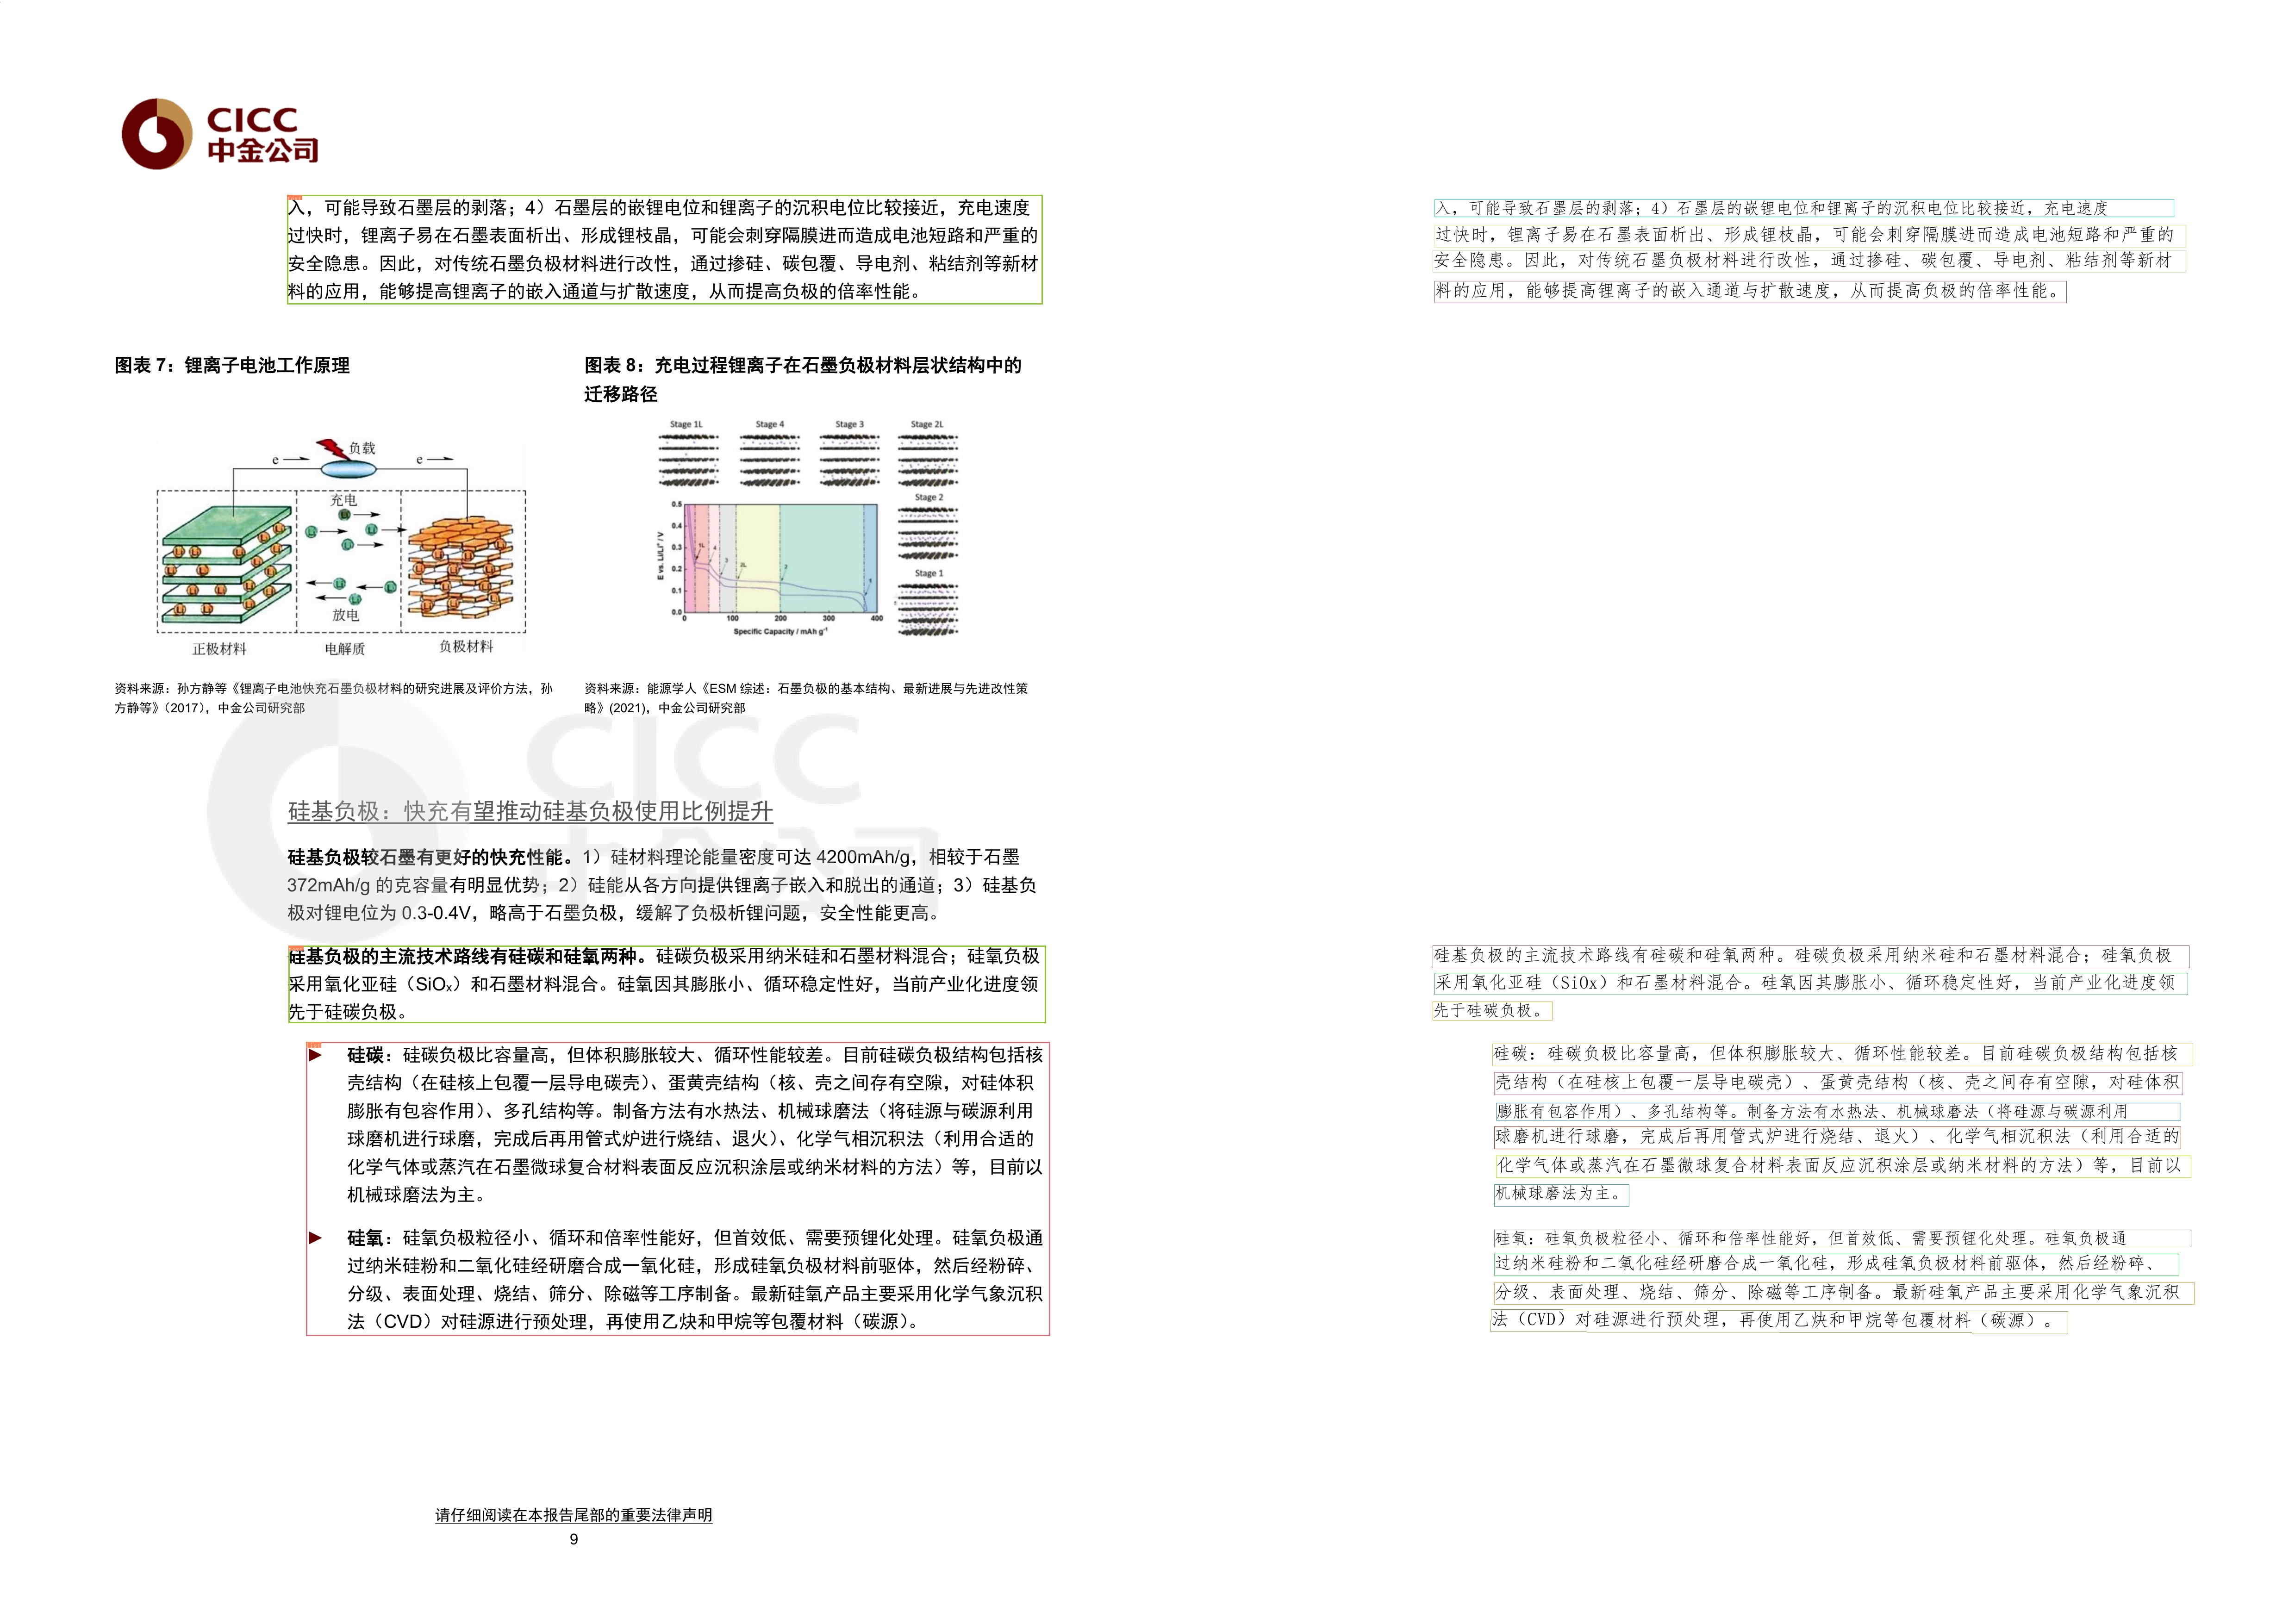 CICC
中金公司
入，可能导致石墨层的剥落；4）石墨层的嵌锂电位和锂离子的沉积电位比较接近，充电速度
过快时，锂离子易在石墨表面析出、形成锂枝晶，可能会刺穿隔膜进而造成电池短路和严重的
安全隐患。因此，对传统石墨负极材料进行改性，通过掺硅、碳包覆、导电剂、粘结剂等新材
料的应用，能够提高锂离子的嵌入通道与扩散速度，从而提高负极的倍率性能。
图表 7：锂离子电池工作原理
负载
e
e
充电
放电
正极材料
电解质
负极材料
资料来源：孙方静等《锂离子电池快充石墨负极材料的研究进展及评价方法，孙
方静等》（2017），中金公司研究部
图表 8：充电过程锂离子在石墨负极材料层状结构中的
迁移路径
Stage 1L
Stage 4
Stage 3
Stage 2L
Stage 2
Stage 1
E vs. Li/Li⁺ / V
0.5
0.4
0.3
0.2
0.1
0.0
1L
4
3
2L
2
1
0
100
200
300
400
Specific Capacity / mAh g⁻¹
资料来源：能源学人《ESM 综述：石墨负极的基本结构、最新进展与先进改性策
略》(2021)，中金公司研究部
CICC
中金公司
硅基负极：快充有望推动硅基负极使用比例提升
硅基负极较石墨有更好的快充性能。1）硅材料理论能量密度可达 4200mAh/g，相较于石墨
372mAh/g 的克容量有明显优势；2）硅能从各方向提供锂离子嵌入和脱出的通道；3）硅基负
极对锂电位为 0.3-0.4V，略高于石墨负极，缓解了负极析锂问题，安全性能更高。
硅基负极的主流技术路线有硅碳和硅氧两种。硅碳负极采用纳米硅和石墨材料混合；硅氧负极
采用氧化亚硅（SiOₓ）和石墨材料混合。硅氧因其膨胀小、循环稳定性好，当前产业化进度领
先于硅碳负极。
硅碳：硅碳负极比容量高，但体积膨胀较大、循环性能较差。目前硅碳负极结构包括核
壳结构（在硅核上包覆一层导电碳壳）、蛋黄壳结构（核、壳之间存有空隙，对硅体积
膨胀有包容作用）、多孔结构等。制备方法有水热法、机械球磨法（将硅源与碳源利用
球磨机进行球磨，完成后再用管式炉进行烧结、退火）、化学气相沉积法（利用合适的
化学气体或蒸汽在石墨微球复合材料表面反应沉积涂层或纳米材料的方法）等，目前以
机械球磨法为主。
硅氧：硅氧负极粒径小、循环和倍率性能好，但首效低、需要预锂化处理。硅氧负极通
过纳米硅粉和二氧化硅经研磨合成一氧化硅，形成硅氧负极材料前驱体，然后经粉碎、
分级、表面处理、烧结、筛分、除磁等工序制备。最新硅氧产品主要采用化学气象沉积
法（CVD）对硅源进行预处理，再使用乙炔和甲烷等包覆材料（碳源）。
请仔细阅读在本报告尾部的重要法律声明
9
入，可能导致石墨层的剥落；4）石墨层的嵌锂电位和锂离子的沉积电位比较接近，充电速度
过快时，锂离子易在石墨表面析出、形成锂枝晶，可能会刺穿隔膜进而造成电池短路和严重的
安全隐患。因此，对传统石墨负极材料进行改性，通过掺硅、碳包覆、导电剂、粘结剂等新材
料的应用，能够提高锂离子的嵌入通道与扩散速度，从而提高负极的倍率性能。
硅基负极的主流技术路线有硅碳和硅氧两种。硅碳负极采用纳米硅和石墨材料混合；硅氧负极
采用氧化亚硅（SiOx）和石墨材料混合。硅氧因其膨胀小、循环稳定性好，当前产业化进度领
先于硅碳负极。
硅碳：硅碳负极比容量高，但体积膨胀较大、循环性能较差。目前硅碳负极结构包括核
壳结构（在硅核上包覆一层导电碳壳）、蛋黄壳结构（核、壳之间存有空隙，对硅体积
膨胀有包容作用）、多孔结构等。制备方法有水热法、机械球磨法（将硅源与碳源利用
球磨机进行球磨，完成后再用管式炉进行烧结、退火）、化学气相沉积法（利用合适的
化学气体或蒸汽在石墨微球复合材料表面反应沉积涂层或纳米材料的方法）等，目前以
机械球磨法为主。
硅氧：硅氧负极粒径小、循环和倍率性能好，但首效低、需要预锂化处理。硅氧负极通
过纳米硅粉和二氧化硅经研磨合成一氧化硅，形成硅氧负极材料前驱体，然后经粉碎、
分级、表面处理、烧结、筛分、除磁等工序制备。最新硅氧产品主要采用化学气象沉积
法（CVD）对硅源进行预处理，再使用乙炔和甲烷等包覆材料（碳源）。